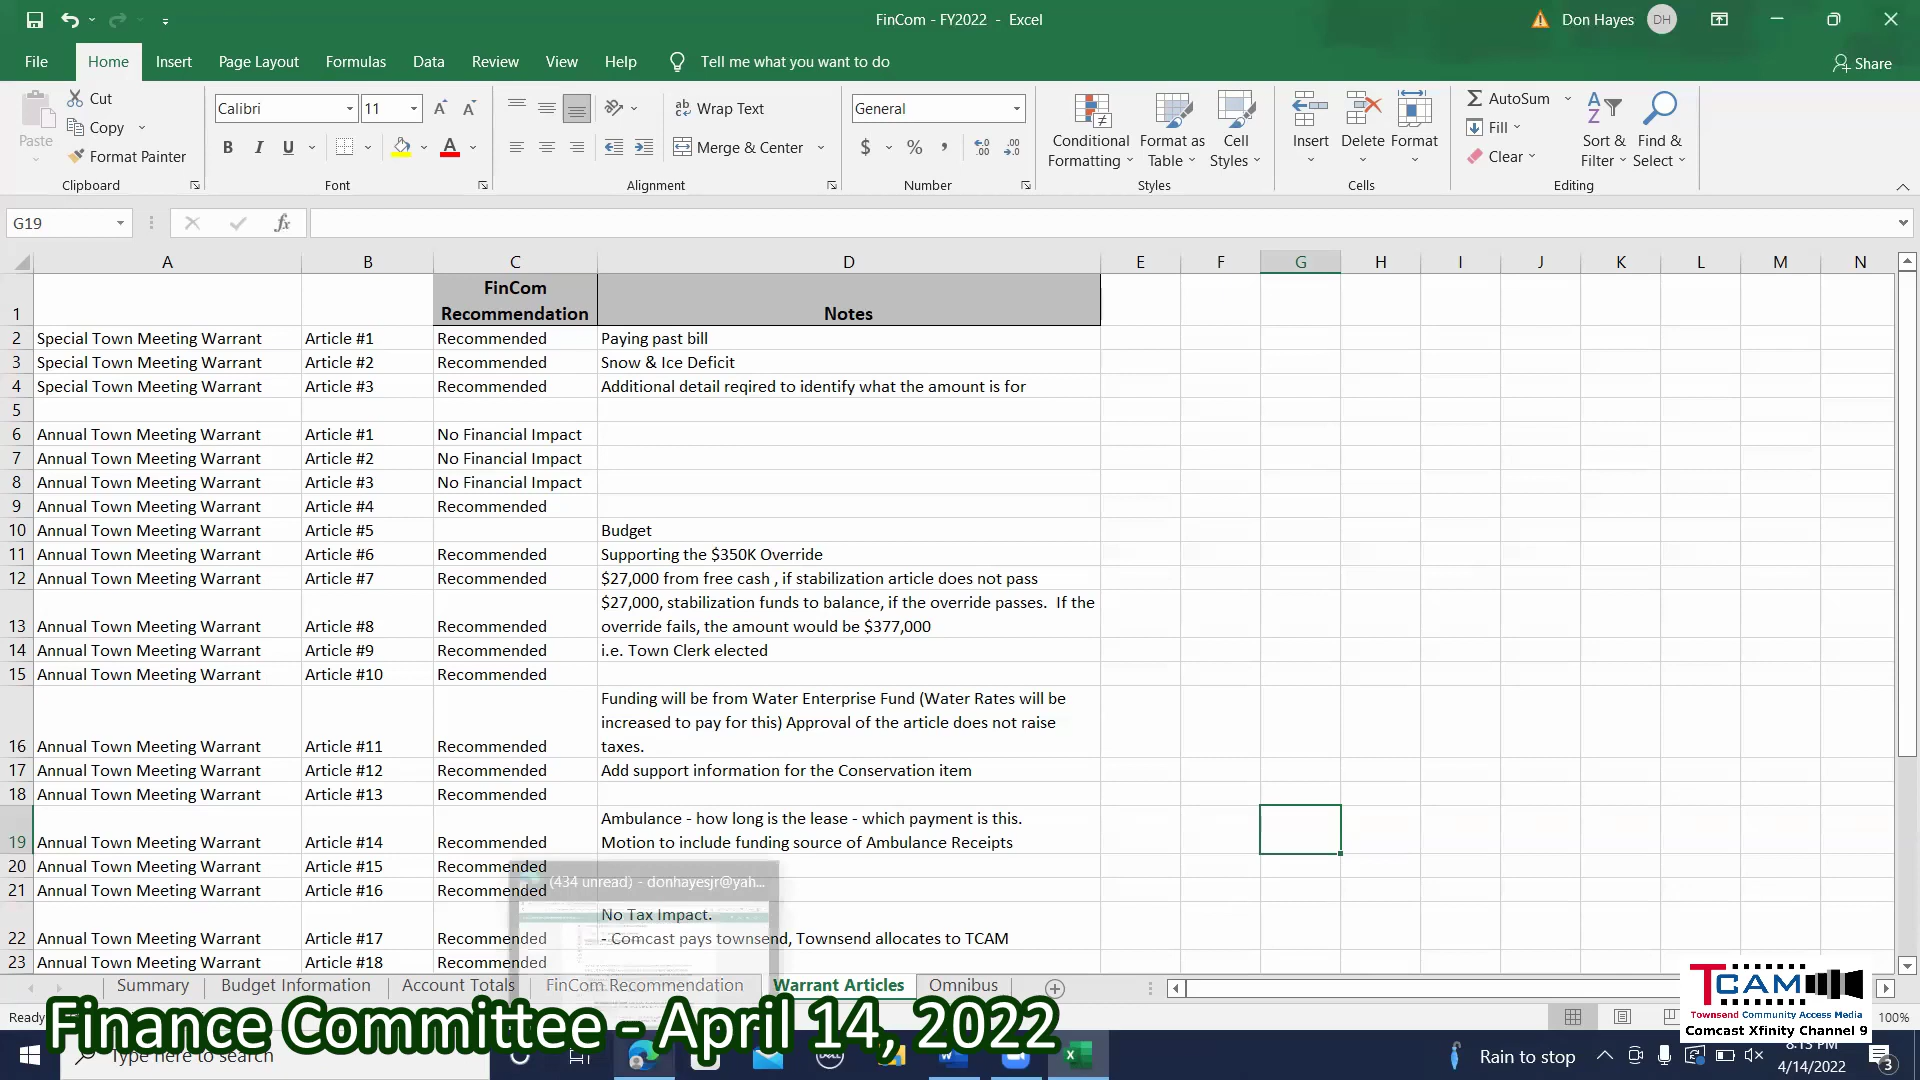 FinCom - FY2022 - Excel
Don Hayes DH
File Home Insert Page Layout Formulas Data Review View Help Tell me what you want to do Share
Paste Cut Copy Format Painter Clipboard
Calibri 11 B I U A Font
Wrap Text Merge & Center Alignment
General $ % , Number
Conditional Formatting Format as Table Cell Styles Styles
Insert Delete Format Cells
AutoSum Fill Clear Sort & Filter Find & Select Editing
G19 fx
A B C D E F G H I J K L M N
1 FinCom Recommendation Notes
2 Special Town Meeting Warrant Article #1 Recommended Paying past bill
3 Special Town Meeting Warrant Article #2 Recommended Snow & Ice Deficit
4 Special Town Meeting Warrant Article #3 Recommended Additional detail reqired to identify what the amount is for
5
6 Annual Town Meeting Warrant Article #1 No Financial Impact
7 Annual Town Meeting Warrant Article #2 No Financial Impact
8 Annual Town Meeting Warrant Article #3 No Financial Impact
9 Annual Town Meeting Warrant Article #4 Recommended
10 Annual Town Meeting Warrant Article #5 Budget
11 Annual Town Meeting Warrant Article #6 Recommended Supporting the $350K Override
12 Annual Town Meeting Warrant Article #7 Recommended $27,000 from free cash , if stabilization article does not pass
$27,000, stabilization funds to balance, if the override passes. If the
13 Annual Town Meeting Warrant Article #8 Recommended override fails, the amount would be $377,000
14 Annual Town Meeting Warrant Article #9 Recommended i.e. Town Clerk elected
15 Annual Town Meeting Warrant Article #10 Recommended
Funding will be from Water Enterprise Fund (Water Rates will be
increased to pay for this) Approval of the article does not raise
16 Annual Town Meeting Warrant Article #11 Recommended taxes.
17 Annual Town Meeting Warrant Article #12 Recommended Add support information for the Conservation item
18 Annual Town Meeting Warrant Article #13 Recommended
Ambulance - how long is the lease - which payment is this.
19 Annual Town Meeting Warrant Article #14 Recommended Motion to include funding source of Ambulance Receipts
20 Annual Town Meeting Warrant Article #15 Recommended
21 Annual Town Meeting Warrant Article #16 Recommended
(434 unread) - donhayesjr@yah...
No Tax Impact.
22 Annual Town Meeting Warrant Article #17 Recommended - Comcast pays townsend, Townsend allocates to TCAM
23 Annual Town Meeting Warrant Article #18 Recommended
Summary Budget Information Account Totals FinCom Recommendation Warrant Articles Omnibus
Ready 100%
Finance Committee - April 14, 2022
TCAM
Townsend Community Access Media
Comcast Xfinity Channel 9
Type here to search
DELL
Rain to stop
8:13 PM
4/14/2022
3